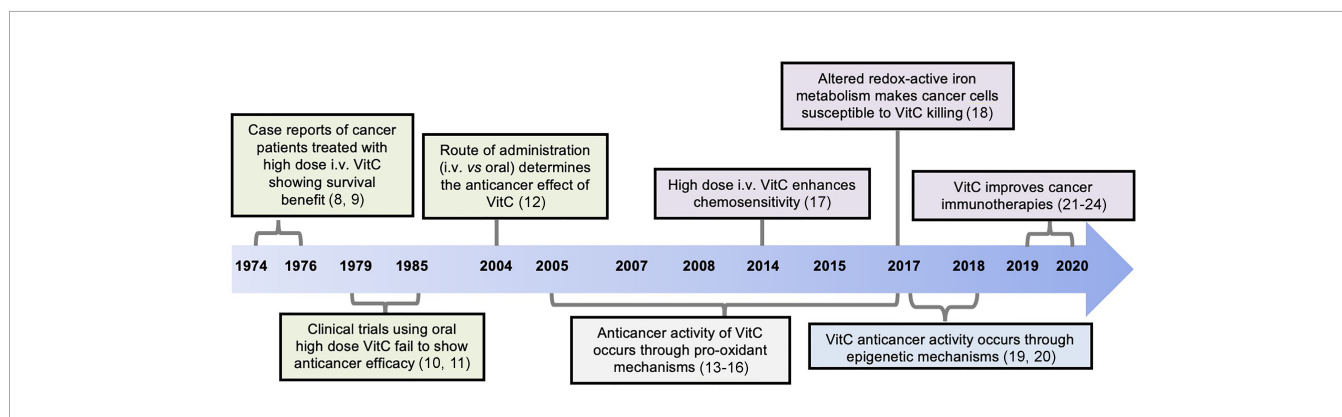 Case reports of cancer
patients treated with
high dose i.v. VitC
showing survival
benefit (8, 9)
Route of administration
(i.v. vs oral) determines
the anticancer effect of
VitC (12)
High dose i.v. VitC enhances
chemosensitivity (17)
Altered redox-active iron
metabolism makes cancer cells
susceptible to VitC killing (18)
VitC improves cancer
immunotherapies (21-24)
1974 1976 1979 1985 2004 2005 2007 2008 2014 2015 2017 2018 2019 2020
Clinical trials using oral
high dose VitC fail to show
anticancer efficacy (10, 11)
Anticancer activity of VitC
occurs through pro-oxidant
mechanisms (13-16)
VitC anticancer activity occurs through
epigenetic mechanisms (19, 20)